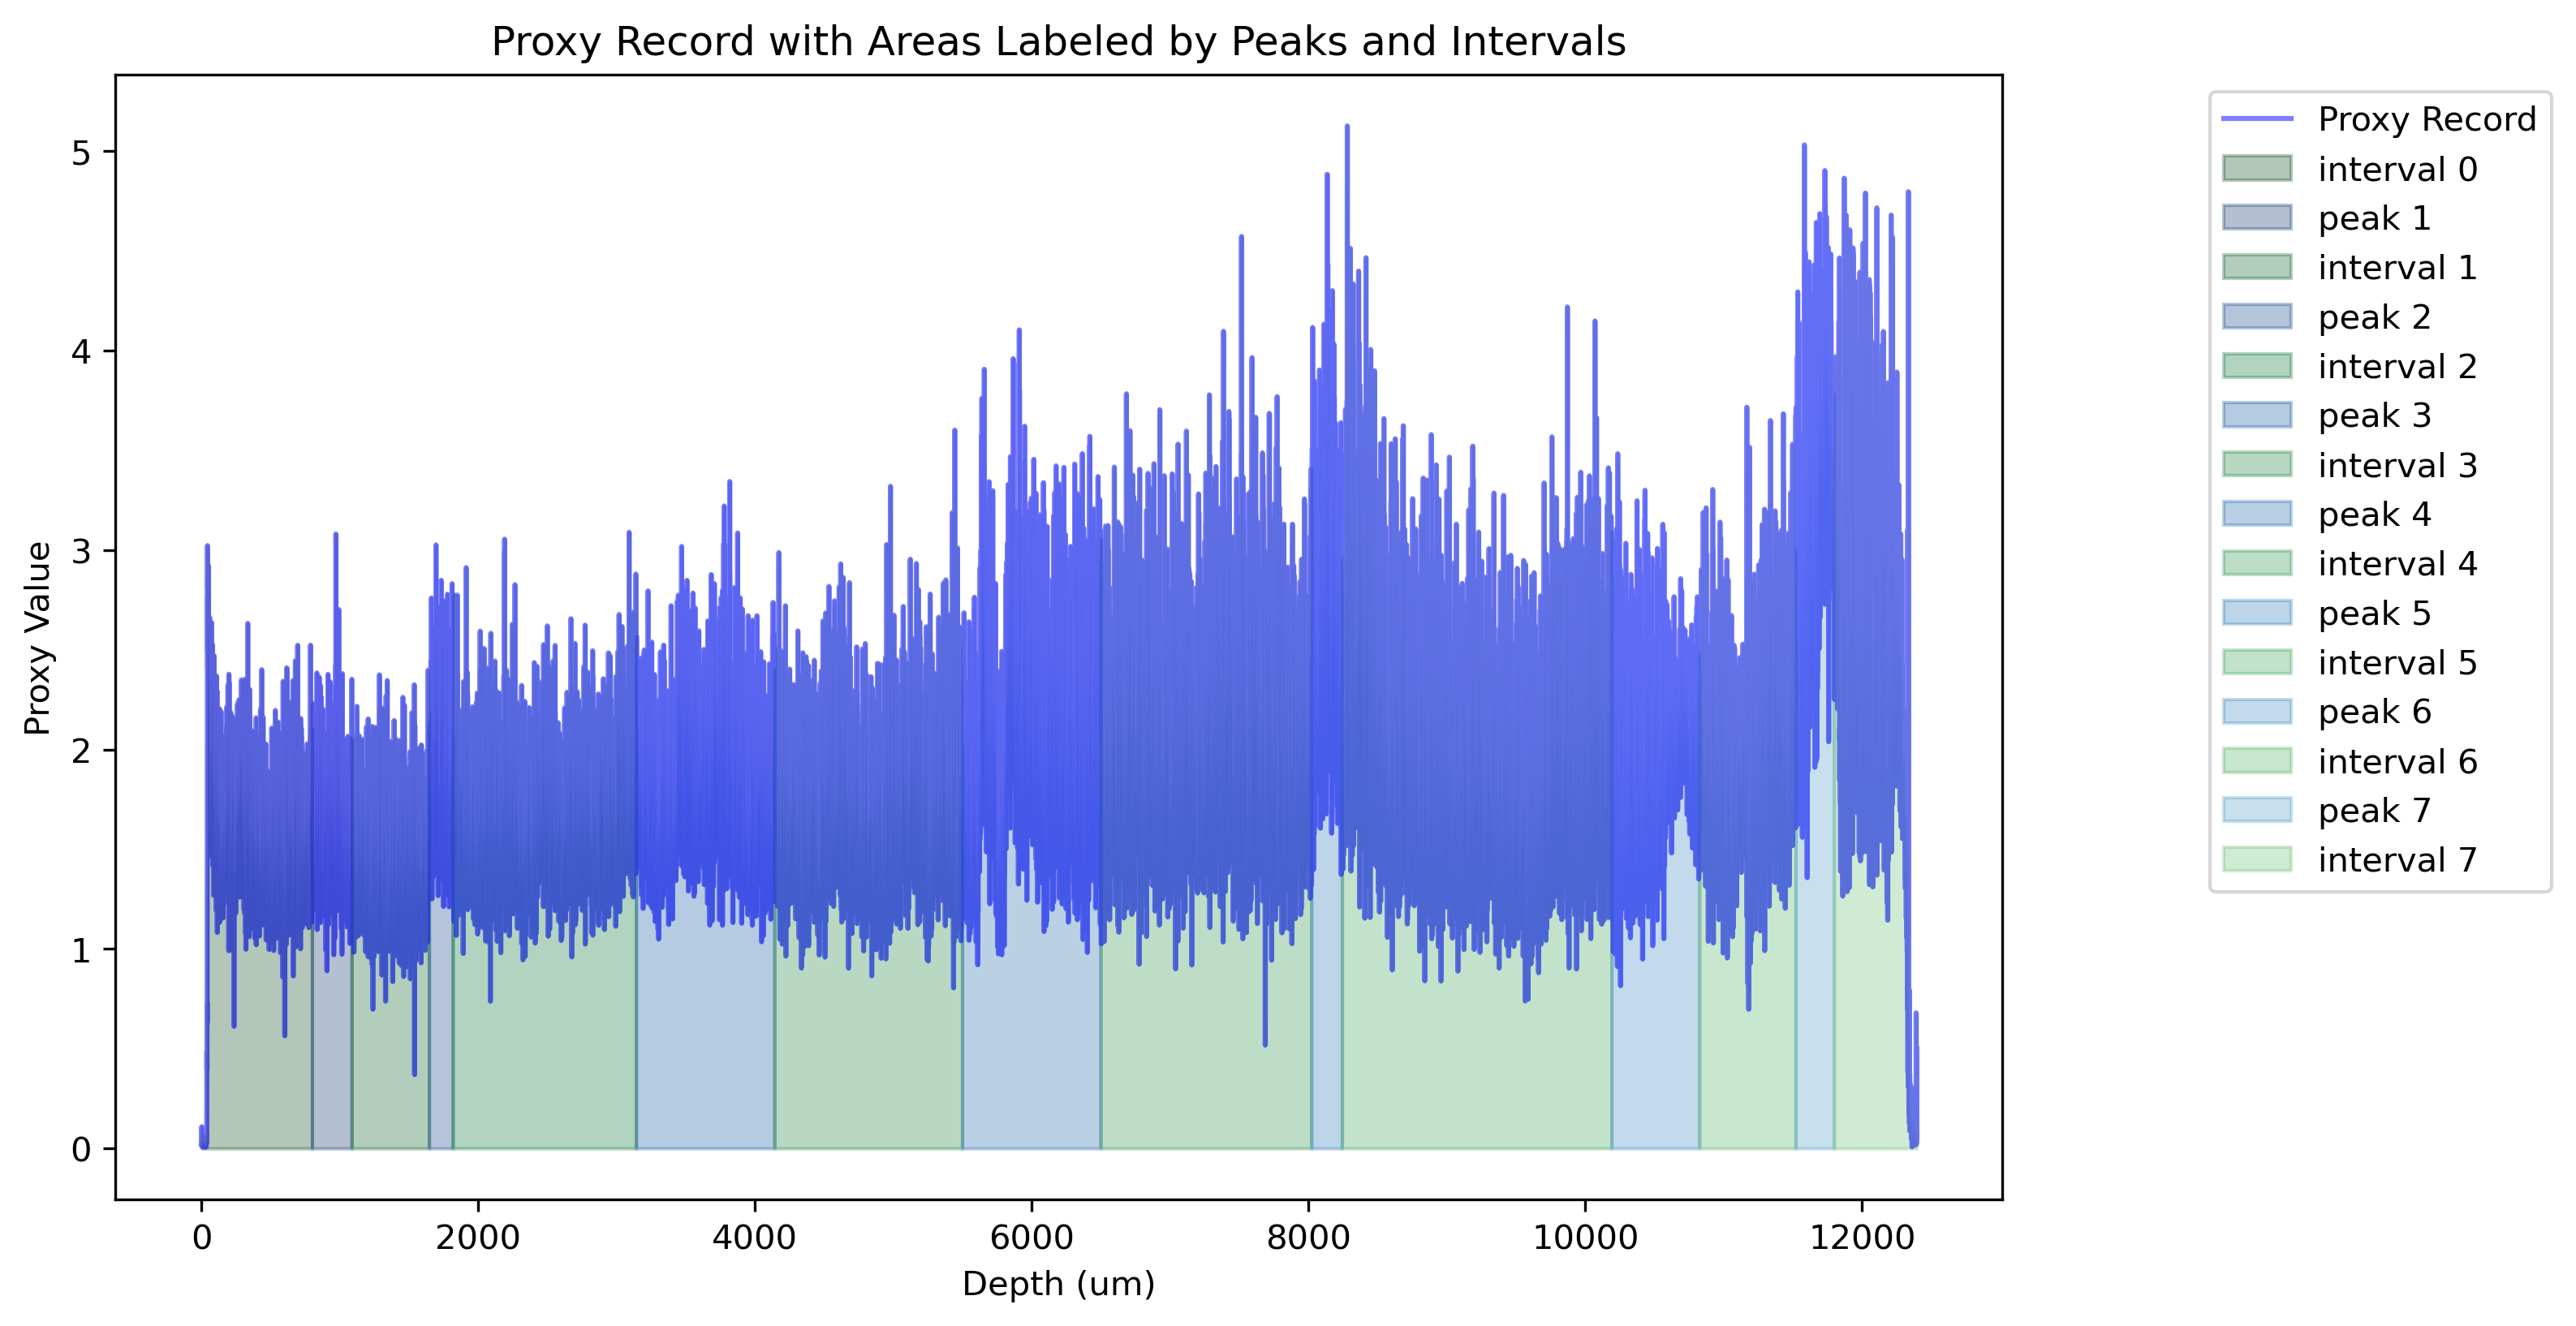 Proxy Record with Areas Labeled by Peaks and Intervals
Proxy Value
5
4
3
2
1
0
0 2000 4000 6000 8000 10000 12000
Depth (um)
Proxy Record
interval 0
peak 1
interval 1
peak 2
interval 2
peak 3
interval 3
peak 4
interval 4
peak 5
interval 5
peak 6
interval 6
peak 7
interval 7